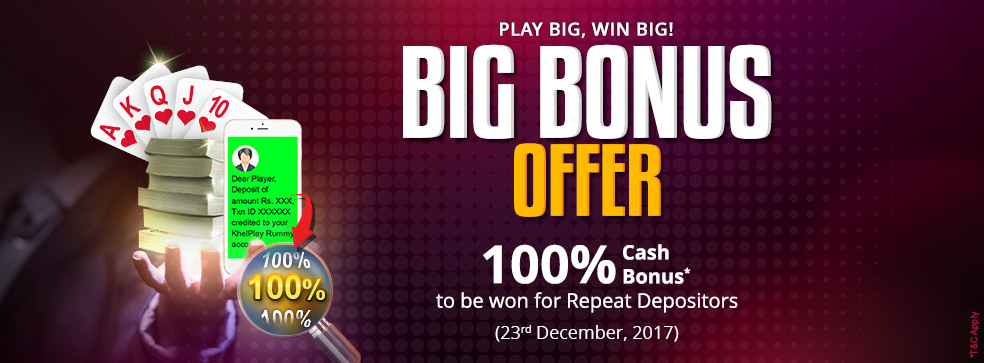 PLAY BIG, WIN BIG!
BIG BONUS
OFFER
100% Cash
Bonus*
to be won for Repeat Depositors
(23rd December, 2017)
A K Q J 10
Dear Player,
Deposit of
amount Rs. XXX,
Txn ID XXXXXX
credited to your
KhelPlay Rummy
acco
100%
100%
100%
*T&C Apply